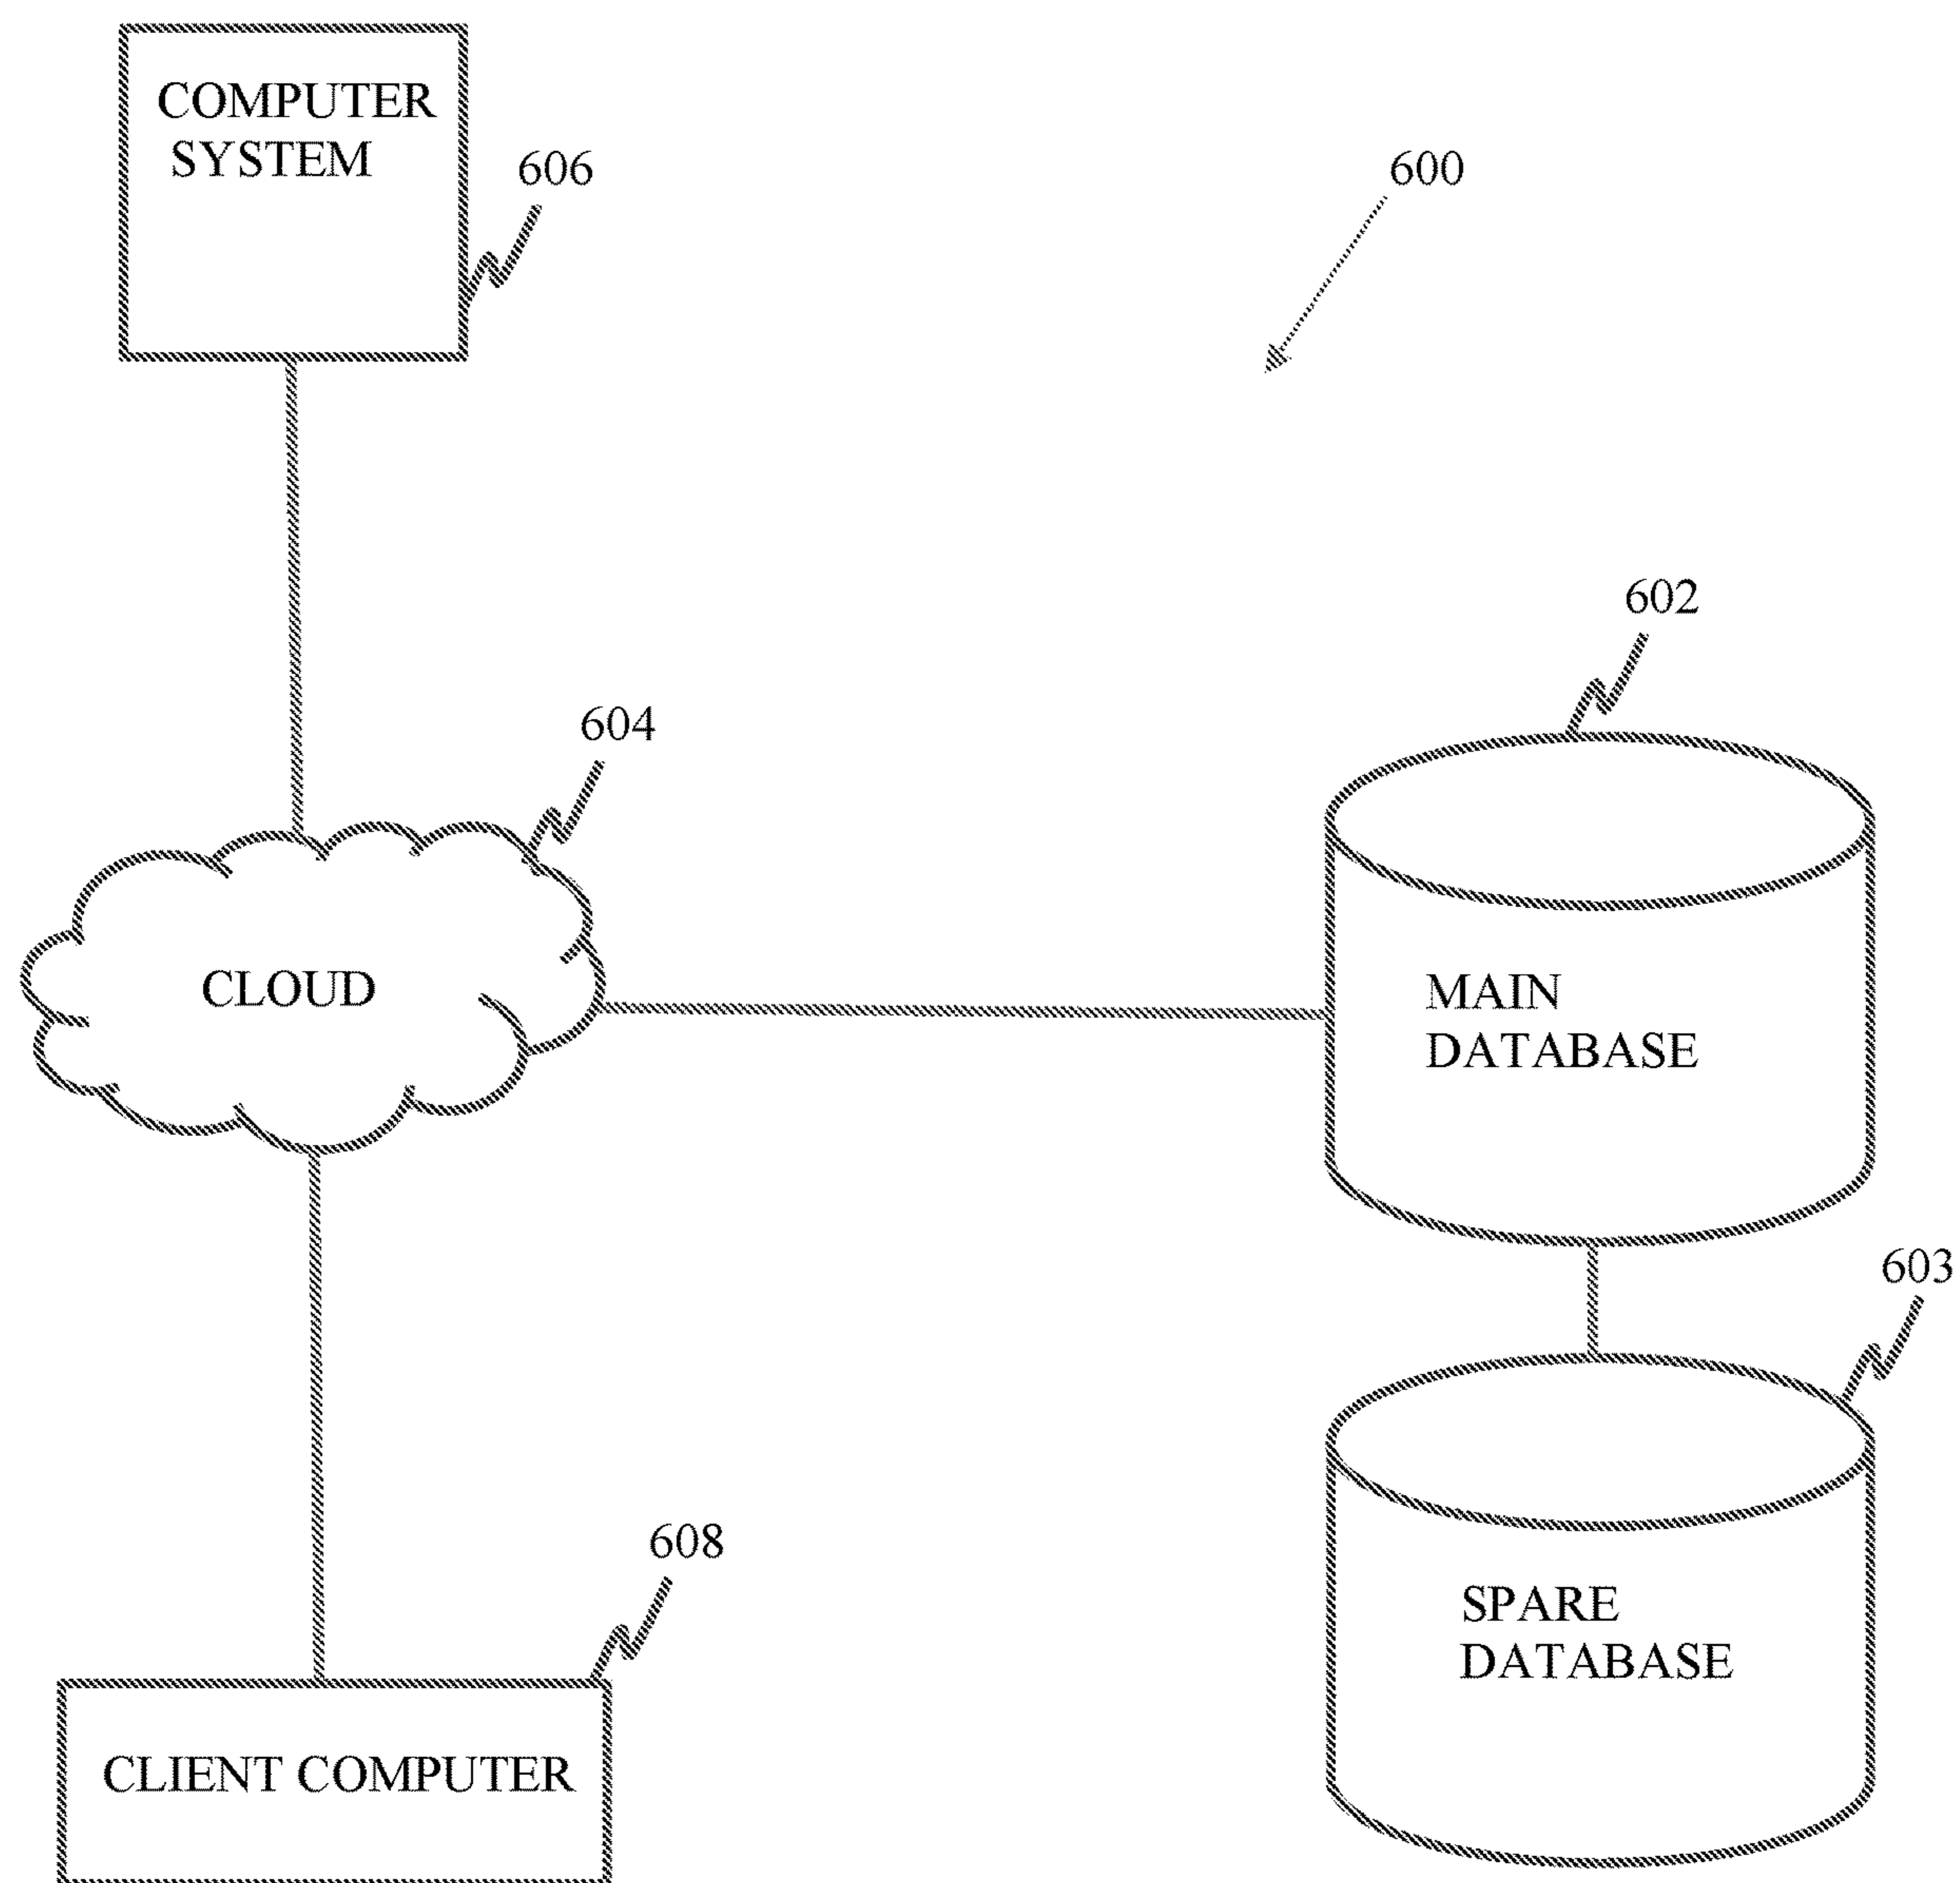 COMPUTER
SYSTEM
606
600
602
604
CLOUD
MAIN
DATABASE
603
608
SPARE
DATABASE
CLIENT COMPUTER